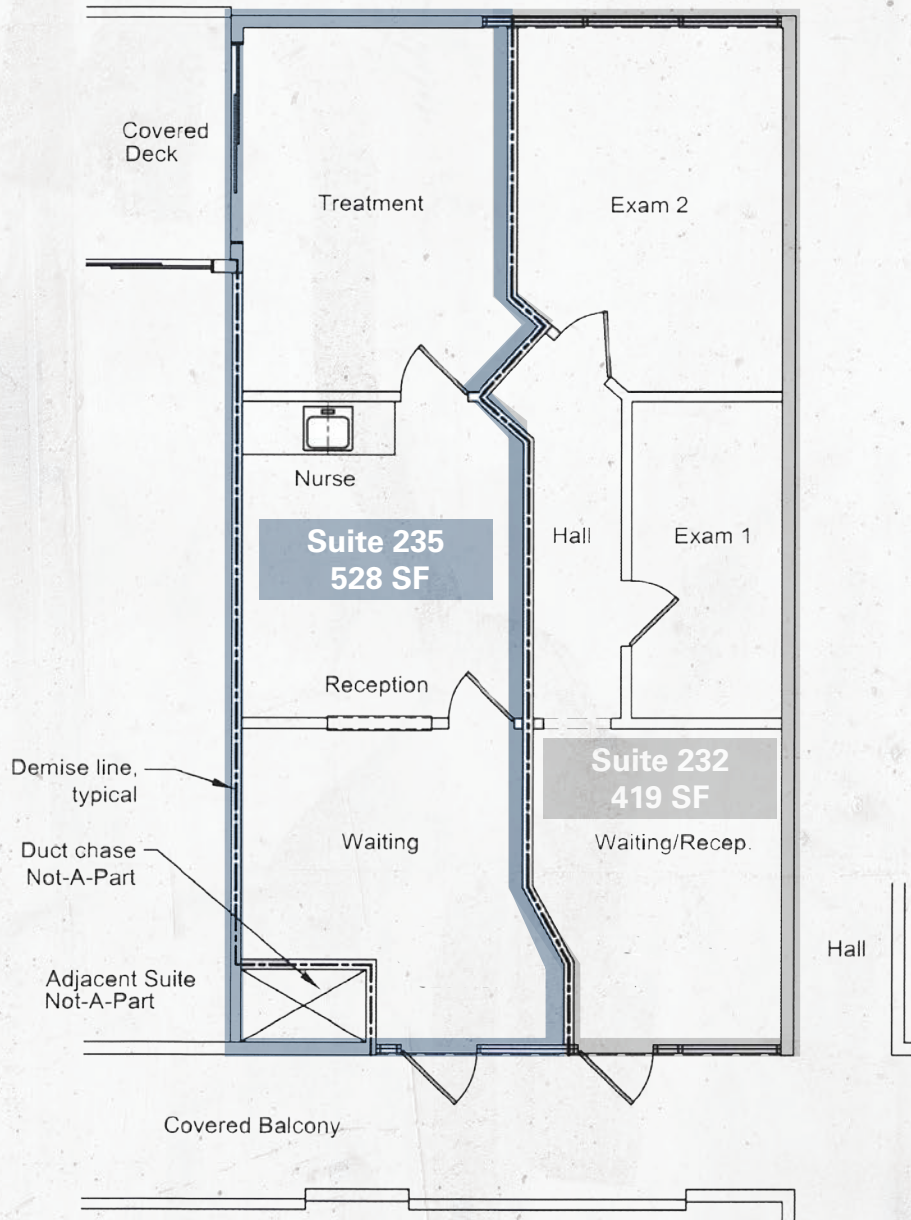 Covered
Deck
Treatment
Exam 2
Nurse
Suite 235
528 SF
Hall
Exam 1
Reception
Demise line,
typical
Suite 232
419 SF
Waiting
Waiting/Recep.
Duct chase
Not-A-Part
Hall
Adjacent Suite
Not-A-Part
Covered Balcony